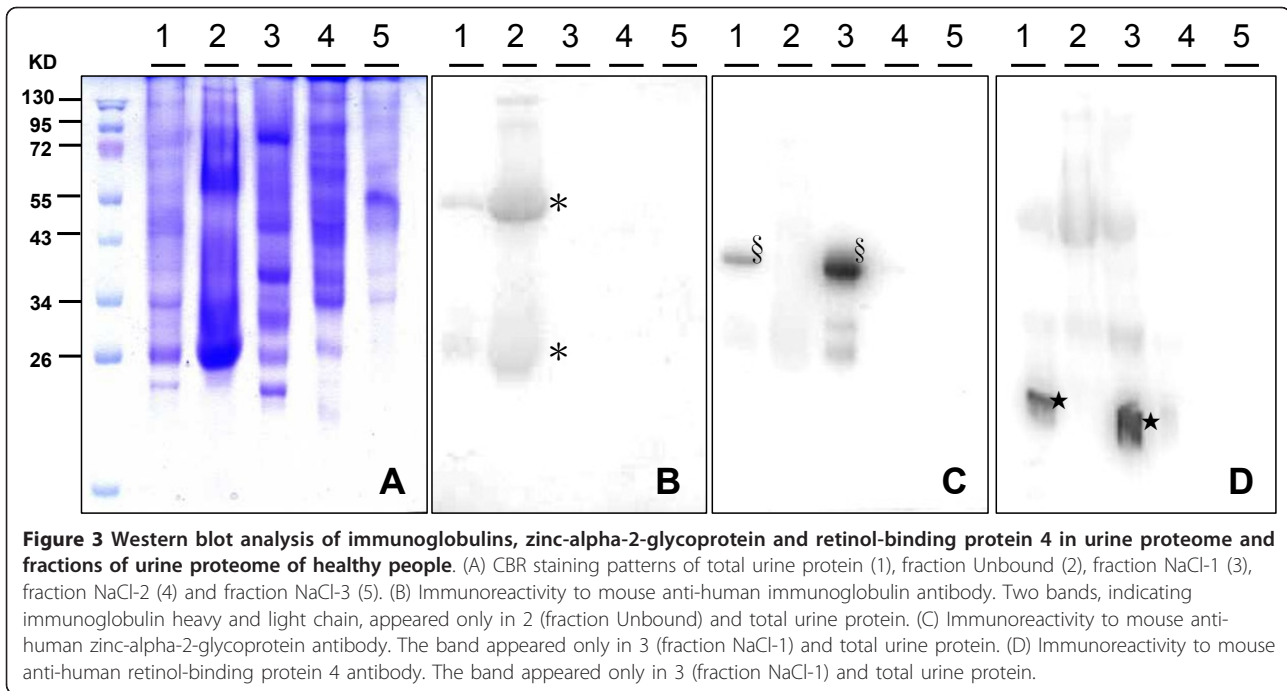 1 2 3 4 5 1 2 3 4 5 1 2 3 4 5 1 2 3 4 5
KD
130
95
72
55
43
34
26
* *
§ §
★ ★
A B C D
Figure 3 Western blot analysis of immunoglobulins, zinc-alpha-2-glycoprotein and retinol-binding protein 4 in urine proteome and
fractions of urine proteome of healthy people. (A) CBR staining patterns of total urine protein (1), fraction Unbound (2), fraction NaCl-1 (3),
fraction NaCl-2 (4) and fraction NaCl-3 (5). (B) Immunoreactivity to mouse anti-human immunoglobulin antibody. Two bands, indicating
immunoglobulin heavy and light chain, appeared only in 2 (fraction Unbound) and total urine protein. (C) Immunoreactivity to mouse anti-
human zinc-alpha-2-glycoprotein antibody. The band appeared only in 3 (fraction NaCl-1) and total urine protein. (D) Immunoreactivity to mouse
anti-human retinol-binding protein 4 antibody. The band appeared only in 3 (fraction NaCl-1) and total urine protein.